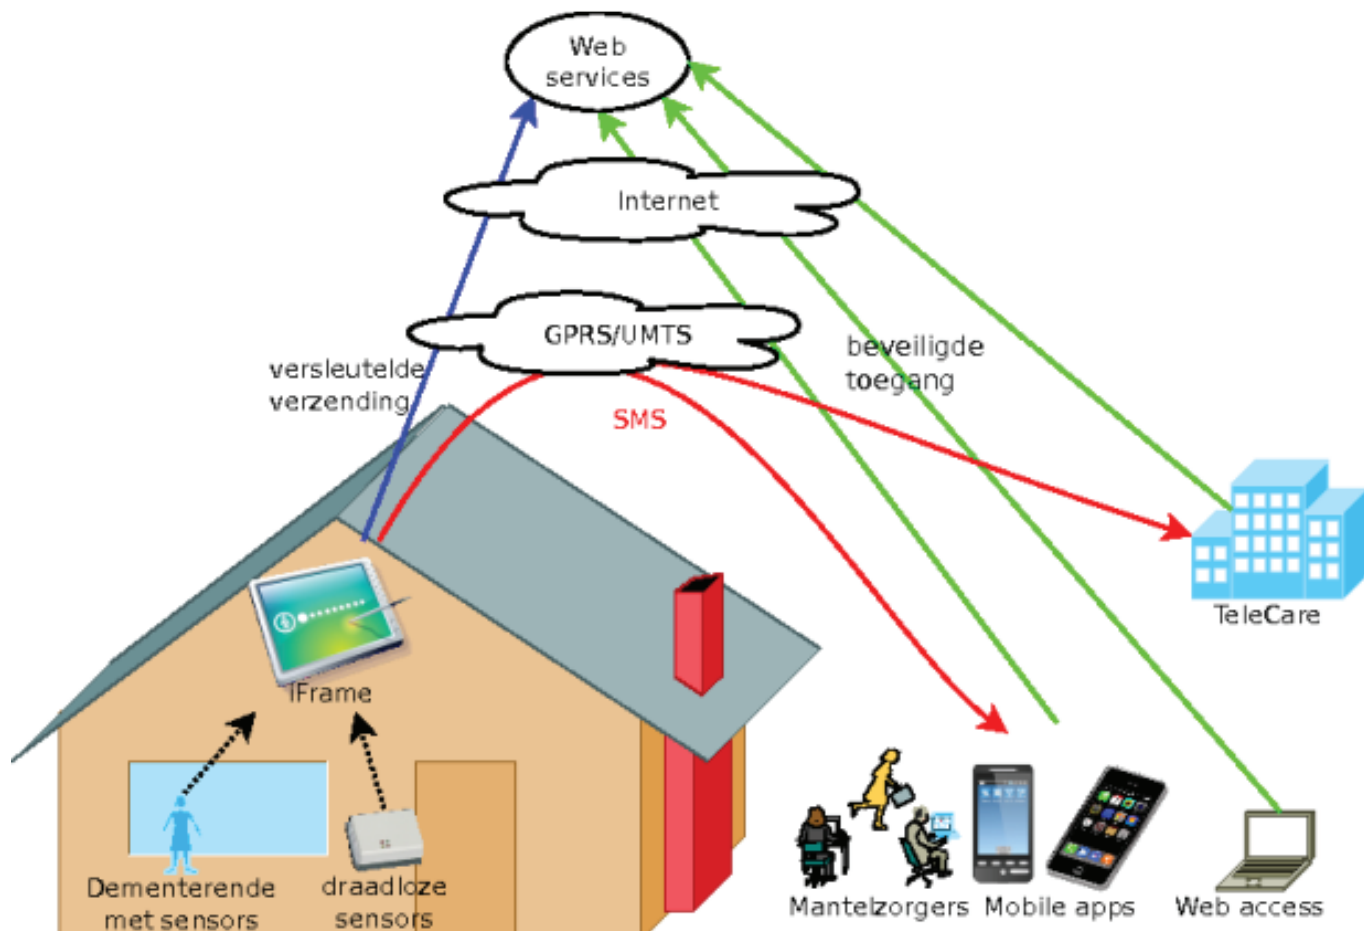 Web
services
Internet
GPRS/UMTS
versleutelde
verzending
beveiligde
toegang
SMS
TeleCare
IFrame
Dementerende
met sensors
draadloze
sensors
Mantelzorgers
Mobile apps
Web access